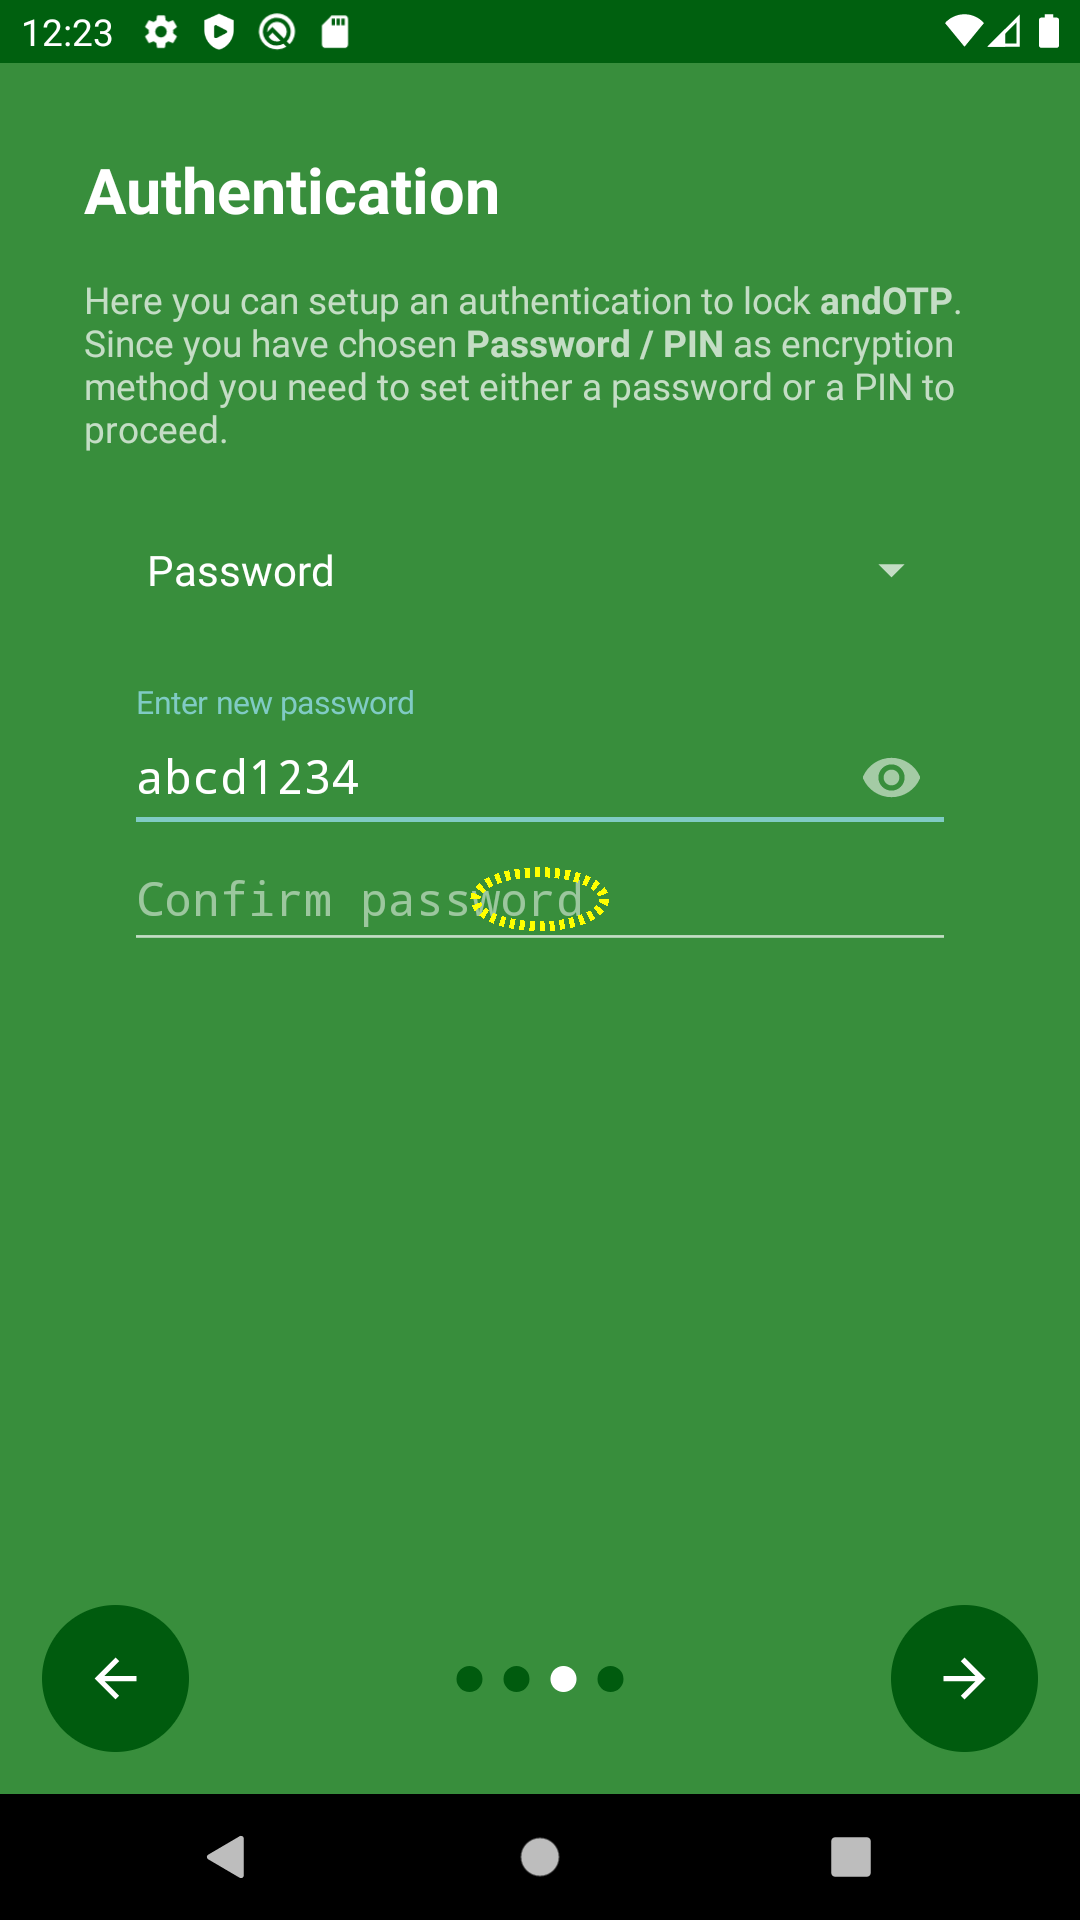 12:23
Authentication
Here you can setup an authentication to lock andOTP.
Since you have chosen Password / PIN as encryption
method you need to set either a password or a PIN to
proceed.
Password
Enter new password
abcd1234
Confirm password